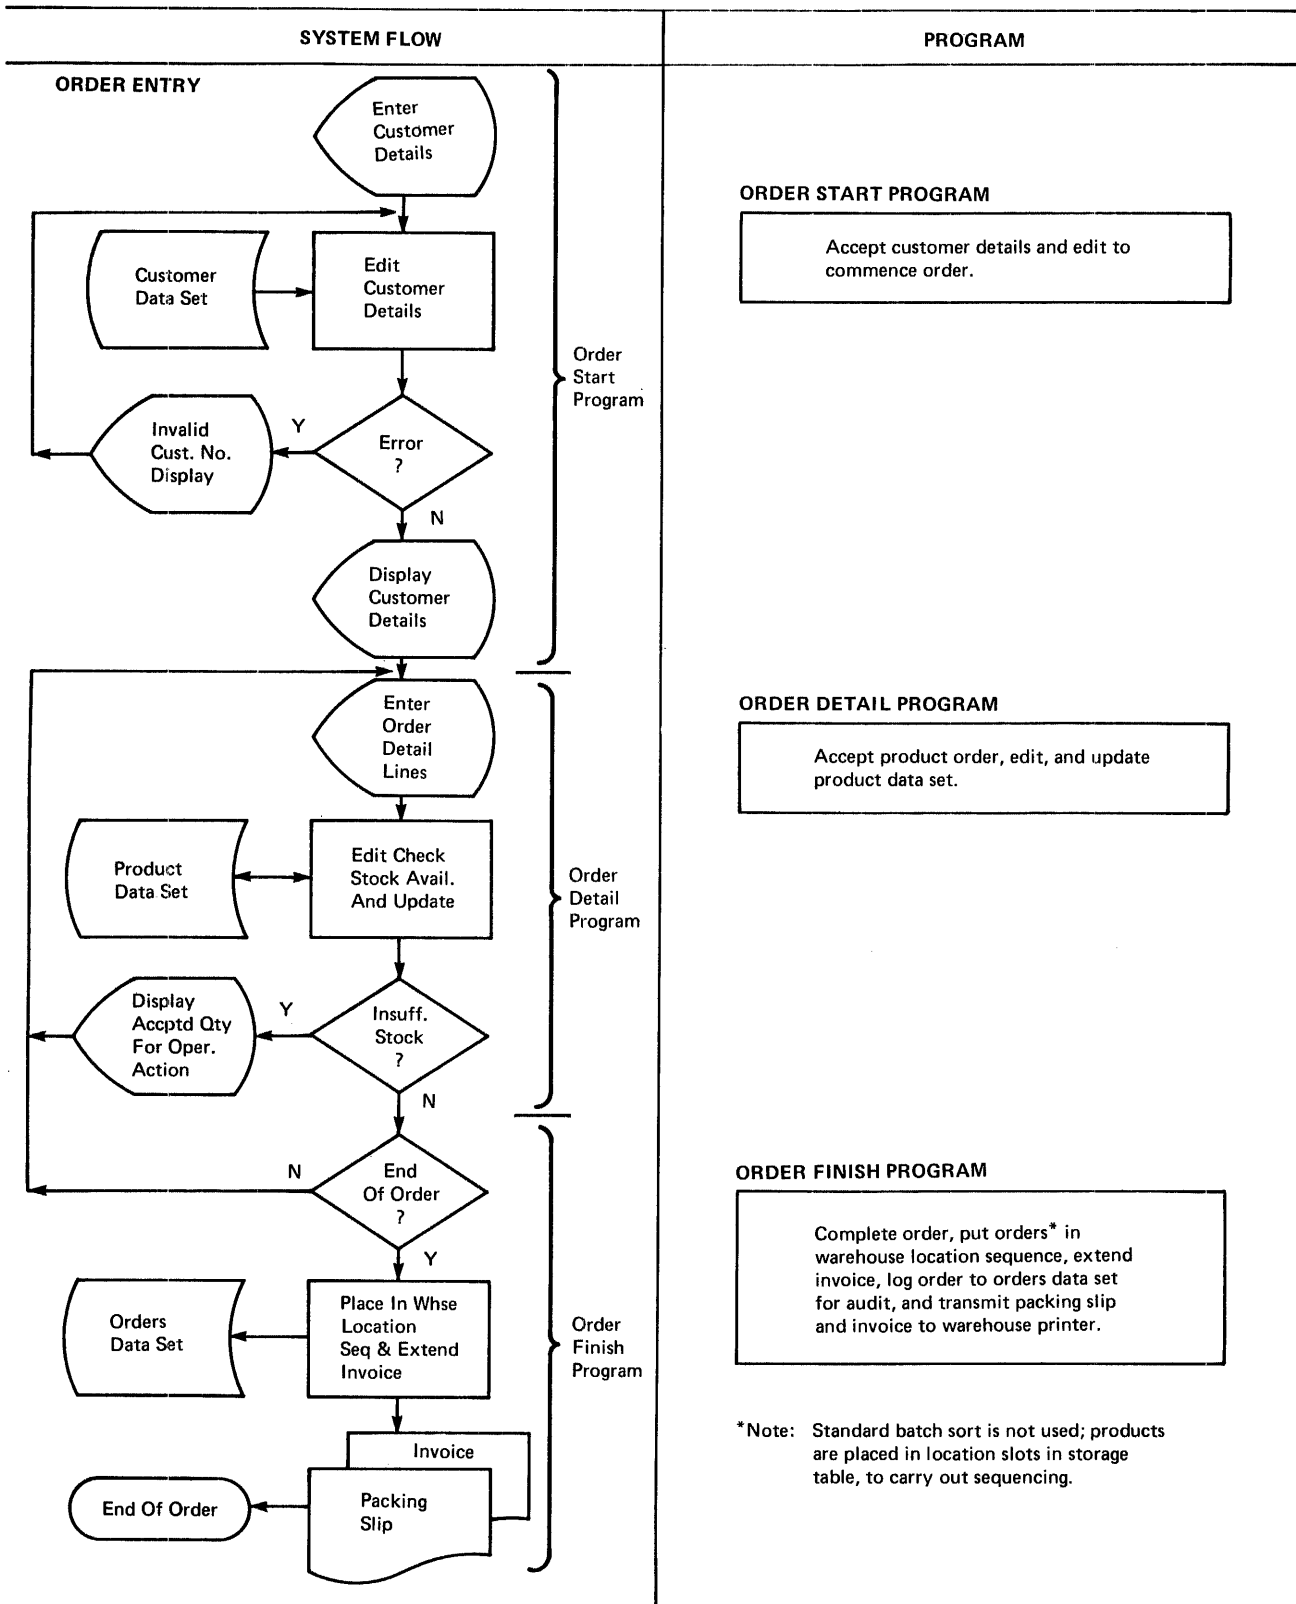 SYSTEM FLOW
PROGRAM
ORDER ENTRY
Enter
Customer
Details
Customer
Data Set
Edit
Customer
Details
Order
Start
Program
Invalid
Cust. No.
Display
Y
Error
?
N
Display
Customer
Details
Enter
Order
Detail
Lines
Product
Data Set
Edit Check
Stock Avail.
And Update
Order
Detail
Program
Display
Accptd Qty
For Oper.
Action
Y
Insuff.
Stock
?
N
End
Of Order
?
N
Y
Orders
Data Set
Place In Whse
Location
Seq & Extend
Invoice
Order
Finish
Program
Invoice
Packing
Slip
End Of Order
ORDER START PROGRAM
Accept customer details and edit to
commence order.
ORDER DETAIL PROGRAM
Accept product order, edit, and update
product data set.
ORDER FINISH PROGRAM
Complete order, put orders* in
warehouse location sequence, extend
invoice, log order to orders data set
for audit, and transmit packing slip
and invoice to warehouse printer.
*Note: Standard batch sort is not used; products
are placed in location slots in storage
table, to carry out sequencing.